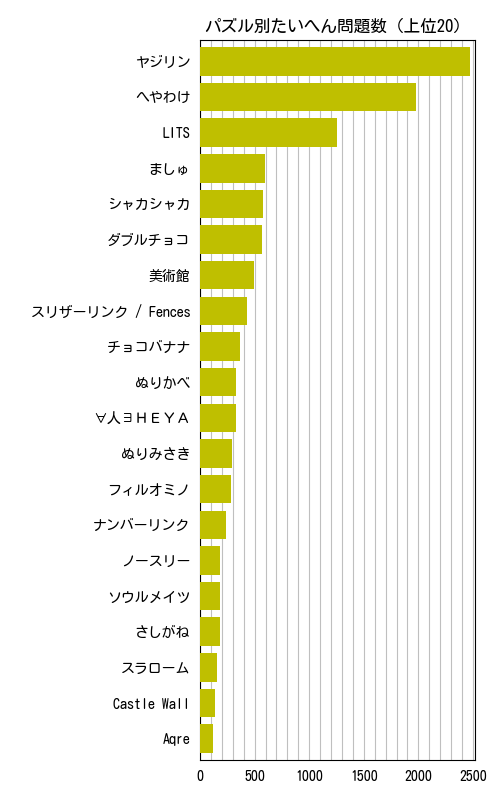 パズル別たいへん問題数 (上位20)
ヤジリン
へやわけ
LITS
ましゅ
シャカシャカ
ダブルチョコ
美術館
スリザーリンク / Fences
チョコバナナ
ぬりかべ
∀人∃ＨＥＹＡ
ぬりみさき
フィルオミノ
ナンバーリンク
ノースリー
ソウルメイツ
さしがね
スラローム
Castle Wall
Aqre
0 500 1000 1500 2000 2500